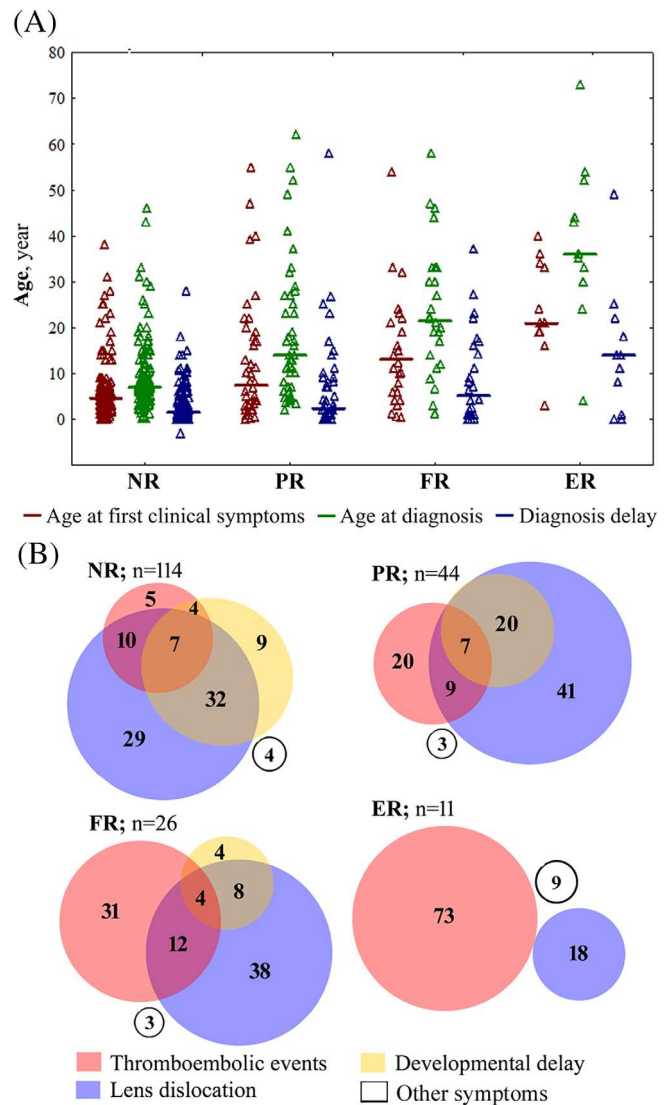 (A)
80
70
60
50
40
30
20
10
0
Age, year
NR PR FR ER
Age at first clinical symptoms Age at diagnosis Diagnosis delay
(B)
NR; n=114
5 4
10 7 9
32
29
4
PR; n=44
20
20 7
9 41
3
FR; n=26
4
31 4 8
12 38
3
ER; n=11
9
73
18
Thromboembolic events Developmental delay
Lens dislocation Other symptoms